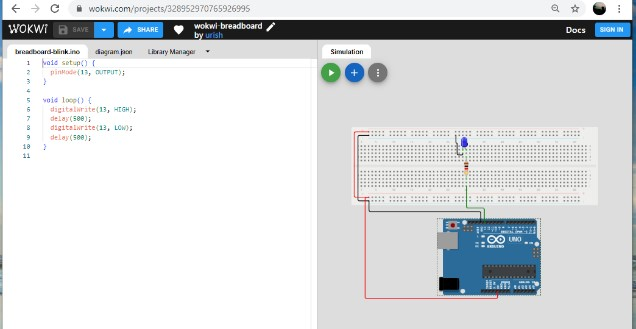 wokwi.com/projects/328952970765926995
WOKWI
SAVE
SHARE
wokwi-breadboard
by urish
Docs
SIGN IN
breadboard-blink.ino
diagram.json
Library Manager
Simulation
1 void setup() {
2 pinMode(13, OUTPUT);
3 }
4
5 void loop() {
6 digitalWrite(13, HIGH);
7 delay(500);
8 digitalWrite(13, LOW);
9 delay(500);
10 }
11
UNO
ARDUINO